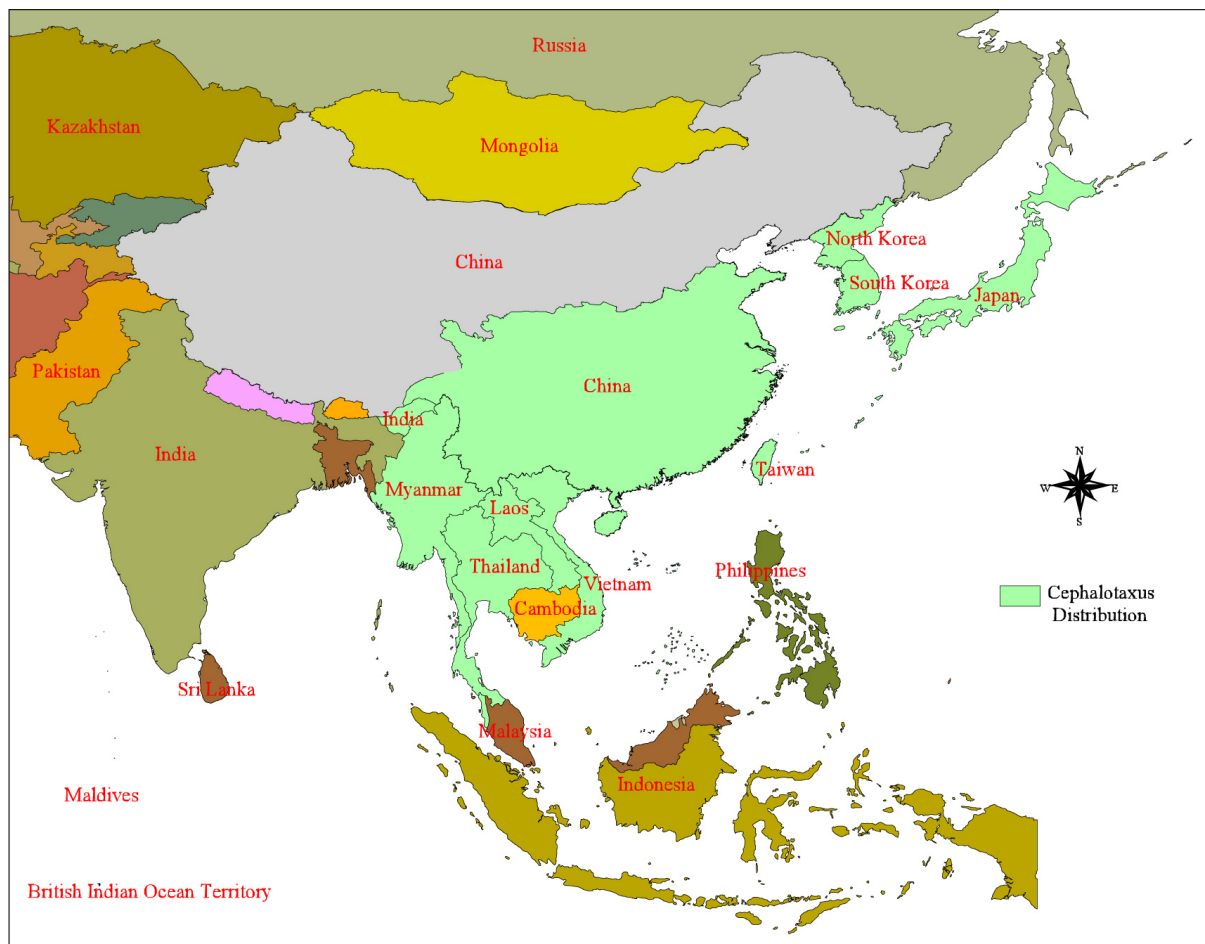 Russia
Kazakhstan
Mongolia
North Korea
China
South Korea
Japan
Pakistan
China
India
India
Taiwan
Myanmar
Laos
Thailand
Philippines
Vietnam
Cambodia
Cephalotaxus
Distribution
N
W E
S
Sri Lanka
Malaysia
Indonesia
Maldives
British Indian Ocean Territory